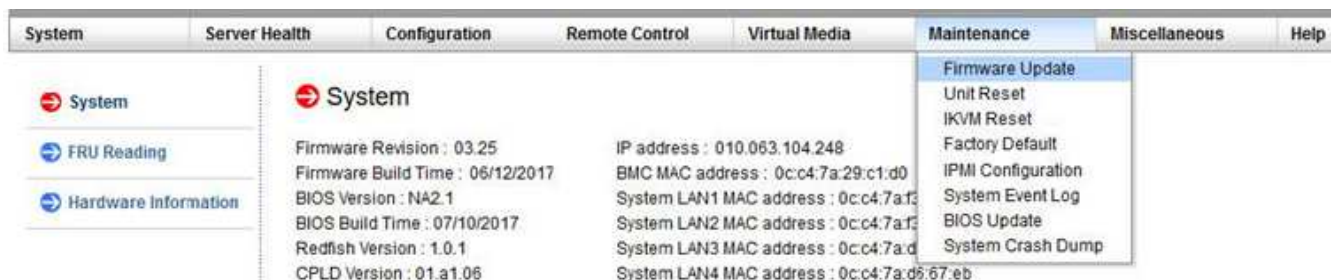 System Server Health Configuration Remote Control Virtual Media Maintenance Miscellaneous Help
System
FRU Reading
Hardware Information
System
Firmware Revision : 03.25
Firmware Build Time : 06/12/2017
BIOS Version : NA2.1
BIOS Build Time : 07/10/2017
Redfish Version : 1.0.1
CPLD Version : 01.a1.06
IP address : 010.063.104.248
BMC MAC address : 0c:c4:7a:29:c1:d0
System LAN1 MAC address : 0c:c4:7a:f3
System LAN2 MAC address : 0c:c4:7a:f3
System LAN3 MAC address : 0c:c4:7a:d
System LAN4 MAC address : 0c:c4:7a:d6:67:eb
Firmware Update
Unit Reset
IKVM Reset
Factory Default
IPMI Configuration
System Event Log
BIOS Update
System Crash Dump